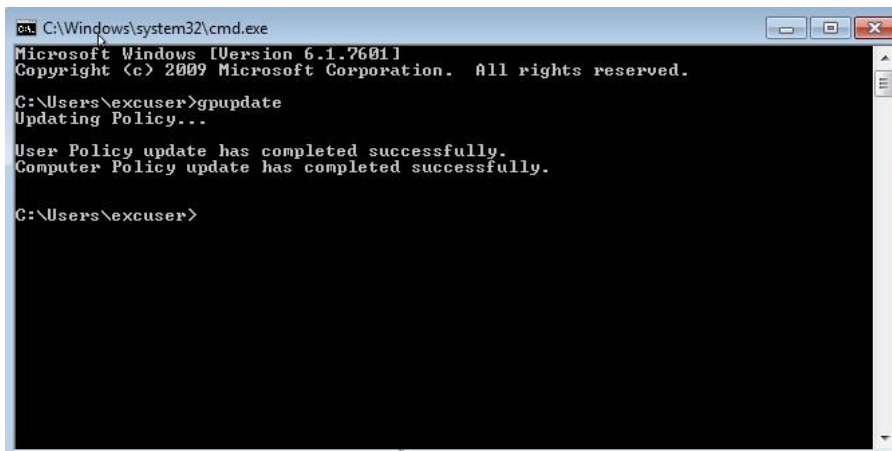 C:\Windows\system32\cmd.exe
Microsoft Windows [Version 6.1.7601]
Copyright (c) 2009 Microsoft Corporation.  All rights reserved.
C:\Users\excuser>gpupdate
Updating Policy...
User Policy update has completed successfully.
Computer Policy update has completed successfully.
C:\Users\excuser>